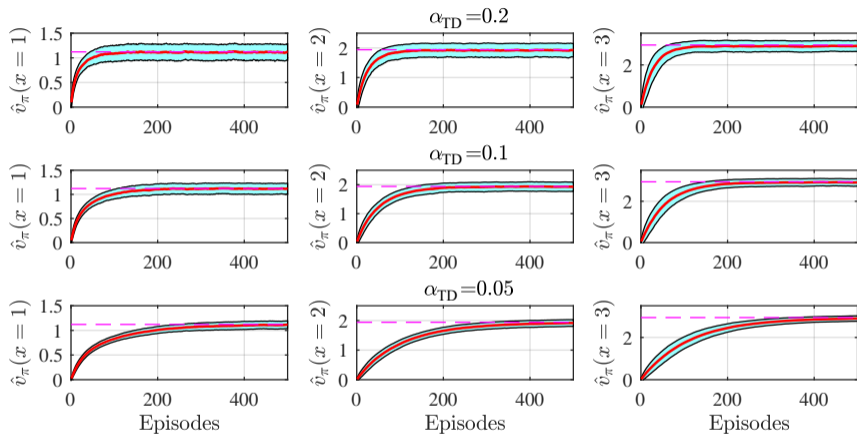 α_TD=0.2
v̂_π(x = 1)
1.5
1
0.5
0
0 200 400
v̂_π(x = 2)
2
1
0
0 200 400
v̂_π(x = 3)
2
0
0 200 400
α_TD=0.1
v̂_π(x = 1)
1.5
1
0.5
0
0 200 400
v̂_π(x = 2)
2
1
0
0 200 400
v̂_π(x = 3)
2
0
0 200 400
α_TD=0.05
v̂_π(x = 1)
1.5
1
0.5
0
0 200 400
Episodes
v̂_π(x = 2)
2
1
0
0 200 400
Episodes
v̂_π(x = 3)
2
0
0 200 400
Episodes